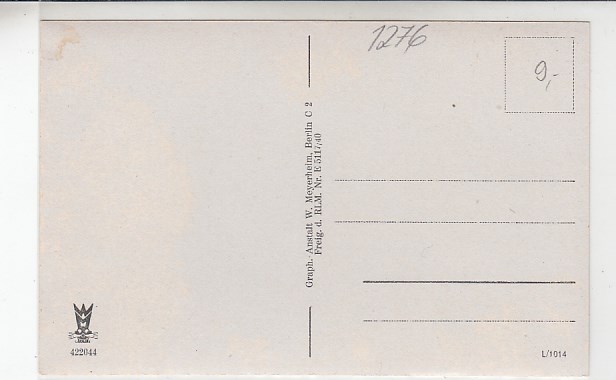 1276
9,-
Graph. Anstalt W. Meyerheim, Berlin C 2
Freig. d. RLM. Nr. E 5117/40
422044
L/1014